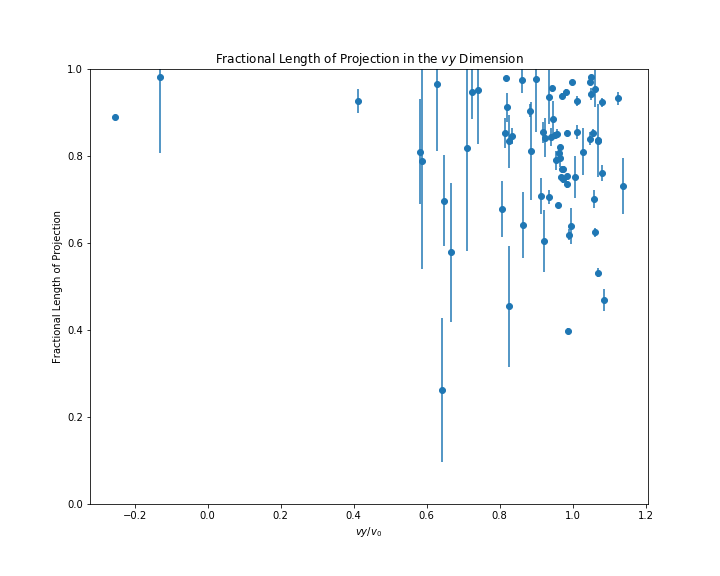 Fractional Length of Projection in the vy Dimension
Fractional Length of Projection
1.0
0.8
0.6
0.4
0.2
0.0
−0.2 0.0 0.2 0.4 0.6 0.8 1.0 1.2
vy/v₀